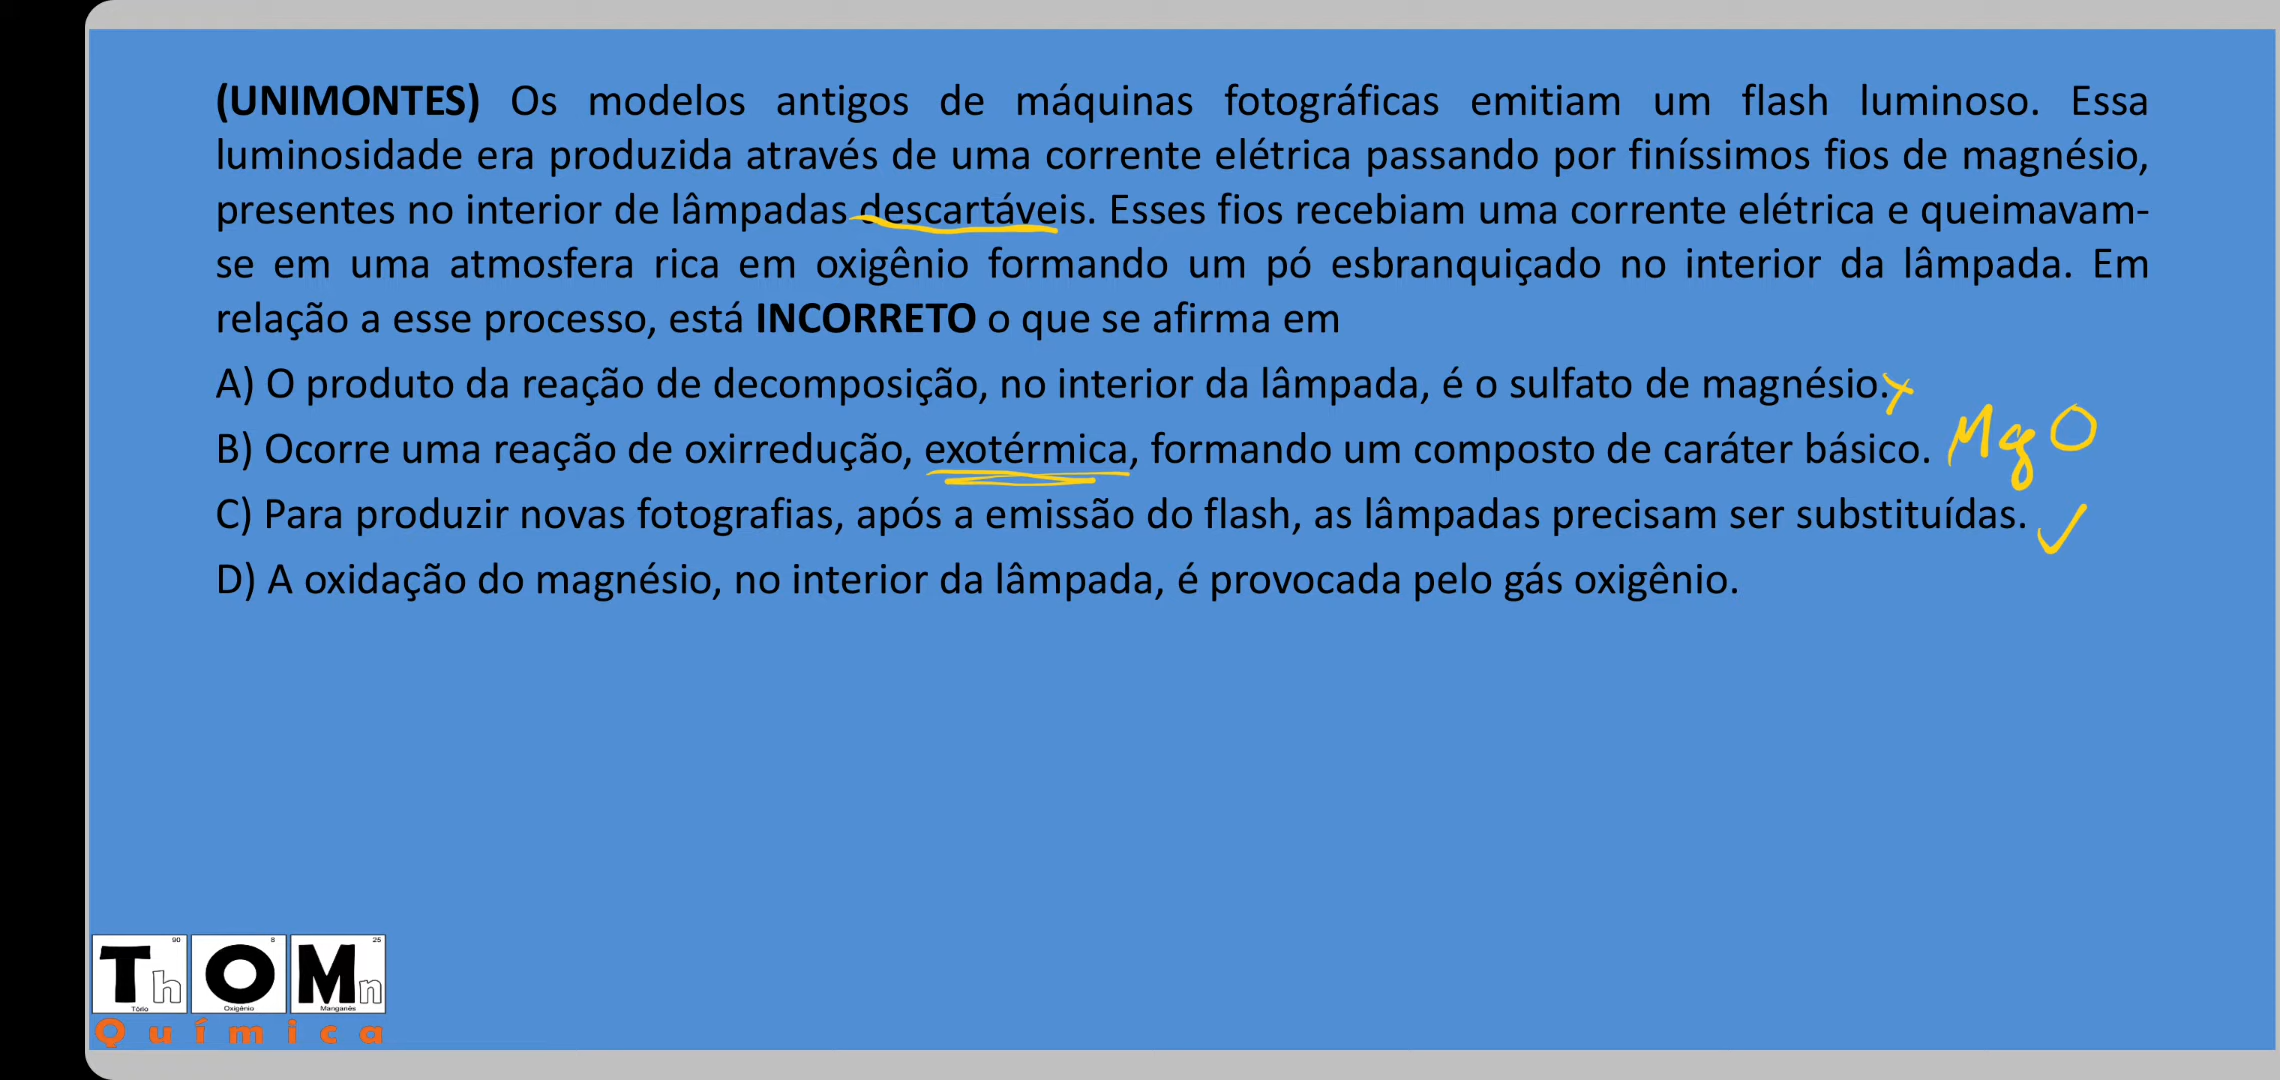 (UNIMONTES) Os modelos antigos de máquinas fotográficas emitiam um flash luminoso. Essa
luminosidade era produzida através de uma corrente elétrica passando por finíssimos fios de magnésio,
presentes no interior de lâmpadas descartáveis. Esses fios recebiam uma corrente elétrica e queimavam-
se em uma atmosfera rica em oxigênio formando um pó esbranquiçado no interior da lâmpada. Em
relação a esse processo, está INCORRETO o que se afirma em
A) O produto da reação de decomposição, no interior da lâmpada, é o sulfato de magnésio.
B) Ocorre uma reação de oxirredução, exotérmica, formando um composto de caráter básico. MgO
C) Para produzir novas fotografias, após a emissão do flash, as lâmpadas precisam ser substituídas.
D) A oxidação do magnésio, no interior da lâmpada, é provocada pelo gás oxigênio.
90 8 25
Th O Mn
Tório Oxigênio Manganês
Química